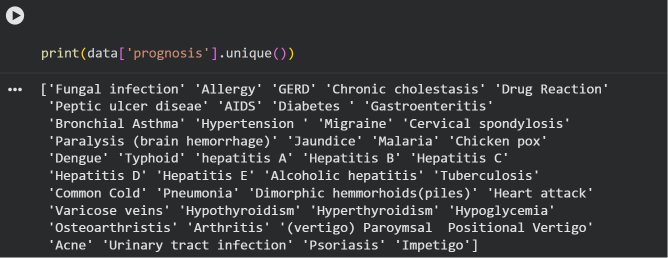 print(data['prognosis'].unique())
['Fungal infection' 'Allergy' 'GERD' 'Chronic cholestasis' 'Drug Reaction'
'Peptic ulcer diseae' 'AIDS' 'Diabetes ' 'Gastroenteritis'
'Bronchial Asthma' 'Hypertension ' 'Migraine' 'Cervical spondylosis'
'Paralysis (brain hemorrhage)' 'Jaundice' 'Malaria' 'Chicken pox'
'Dengue' 'Typhoid' 'hepatitis A' 'Hepatitis B' 'Hepatitis C'
'Hepatitis D' 'Hepatitis E' 'Alcoholic hepatitis' 'Tuberculosis'
'Common Cold' 'Pneumonia' 'Dimorphic hemmorhoids(piles)' 'Heart attack'
'Varicose veins' 'Hypothyroidism' 'Hyperthyroidism' 'Hypoglycemia'
'Osteoarthristis' 'Arthritis' '(vertigo) Paroymsal  Positional Vertigo'
'Acne' 'Urinary tract infection' 'Psoriasis' 'Impetigo']